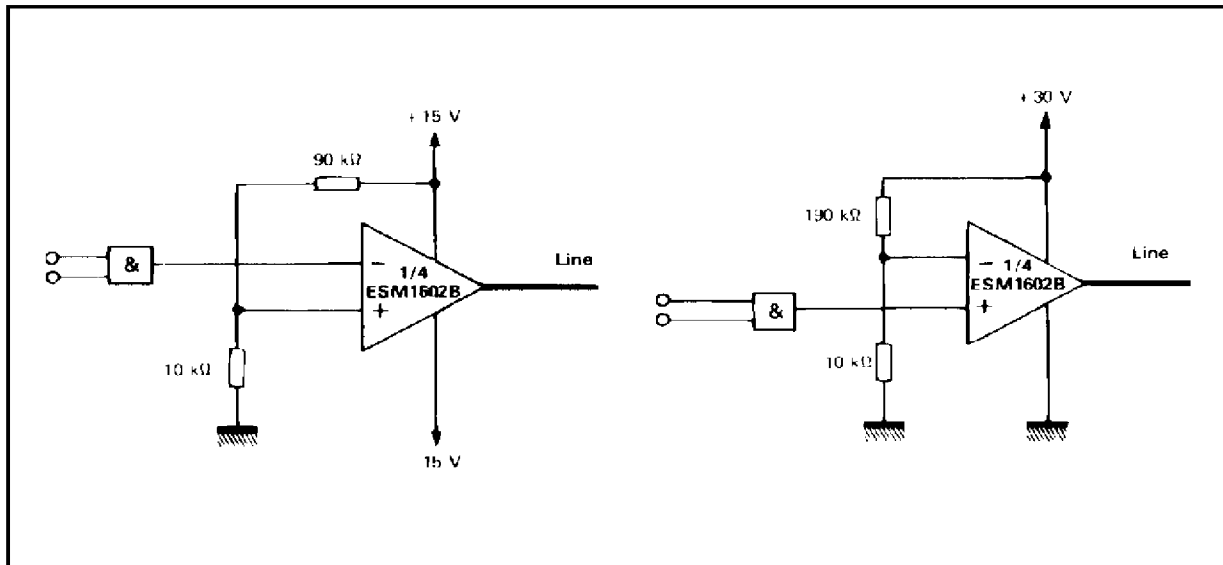 + 15 V
90 kΩ
&
−
1/4
ESM1602B
+
Line
10 kΩ
15 V
+ 30 V
190 kΩ
−
1/4
ESM1602B
+
Line
&
10 kΩ